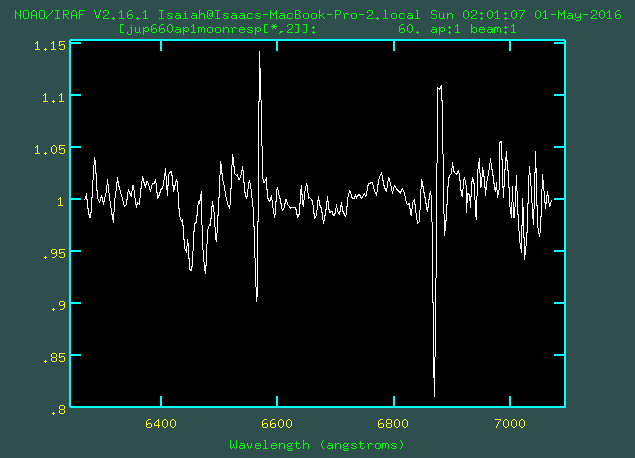 NOAO/IRAF V2.16.1 Isaiah@Isaacs-MacBook-Pro-2.local Sun 02:01:07 01-May-2016
[jup660ap1moonresp[*,2]]: 60. ap:1 beam:1
1.15
1.1
1.05
1
.95
.9
.85
.8
6400 6600 6800 7000
Wavelength (angstroms)